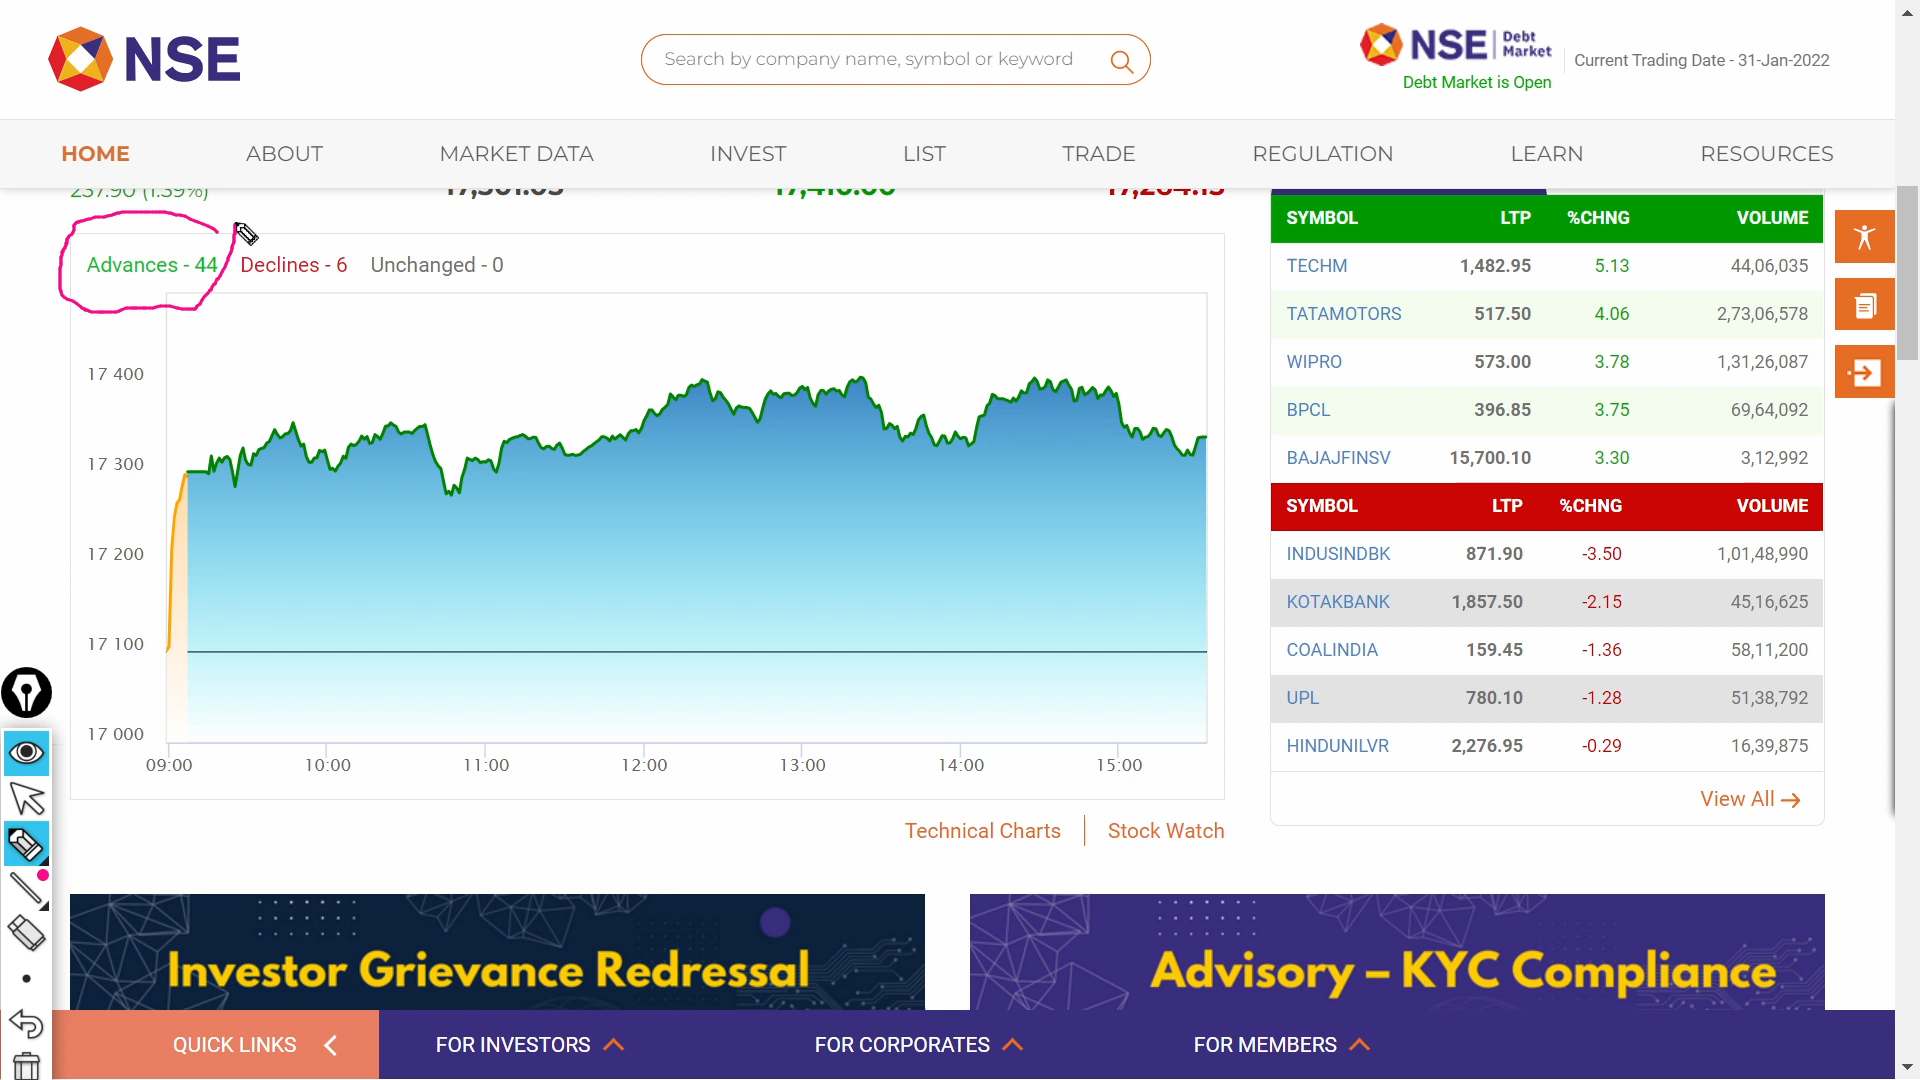 NSE
Search by company name, symbol or keyword
NSE Debt Market
Debt Market is Open
Current Trading Date - 31-Jan-2022
HOME ABOUT MARKET DATA INVEST LIST TRADE REGULATION LEARN RESOURCES
237.90 (1.39%)
Advances - 44 Declines - 6 Unchanged - 0
17 400
17 300
17 200
17 100
17 000
09:00 10:00 11:00 12:00 13:00 14:00 15:00
Technical Charts Stock Watch
SYMBOL LTP %CHNG VOLUME
TECHM 1,482.95 5.13 44,06,035
TATAMOTORS 517.50 4.06 2,73,06,578
WIPRO 573.00 3.78 1,31,26,087
BPCL 396.85 3.75 69,64,092
BAJAJFINSV 15,700.10 3.30 3,12,992
SYMBOL LTP %CHNG VOLUME
INDUSINDBK 871.90 -3.50 1,01,48,990
KOTAKBANK 1,857.50 -2.15 45,16,625
COALINDIA 159.45 -1.36 58,11,200
UPL 780.10 -1.28 51,38,792
HINDUNILVR 2,276.95 -0.29 16,39,875
View All
Investor Grievance Redressal
Advisory – KYC Compliance
QUICK LINKS FOR INVESTORS FOR CORPORATES FOR MEMBERS